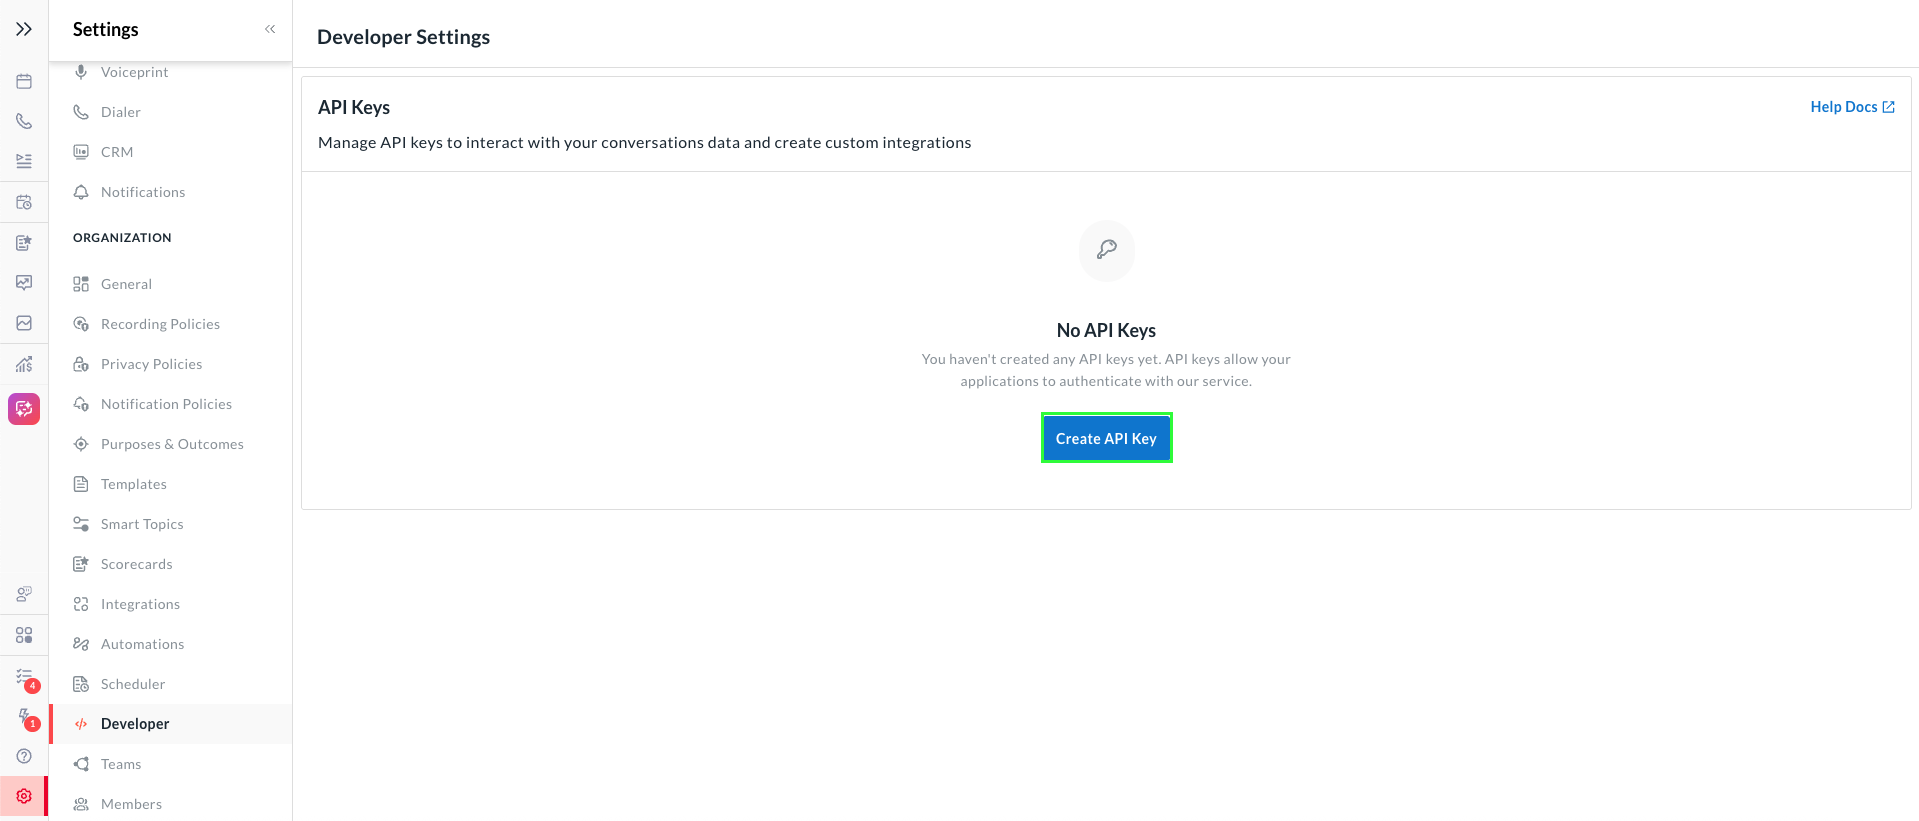 Settings
Voiceprint
Dialer
CRM
Notifications
ORGANIZATION
General
Recording Policies
Privacy Policies
Notification Policies
Purposes & Outcomes
Templates
Smart Topics
Scorecards
Integrations
Automations
Scheduler
Developer
Teams
Members
4
1
Developer Settings
API Keys
Help Docs
Manage API keys to interact with your conversations data and create custom integrations
No API Keys
You haven't created any API keys yet. API keys allow your
applications to authenticate with our service.
Create API Key